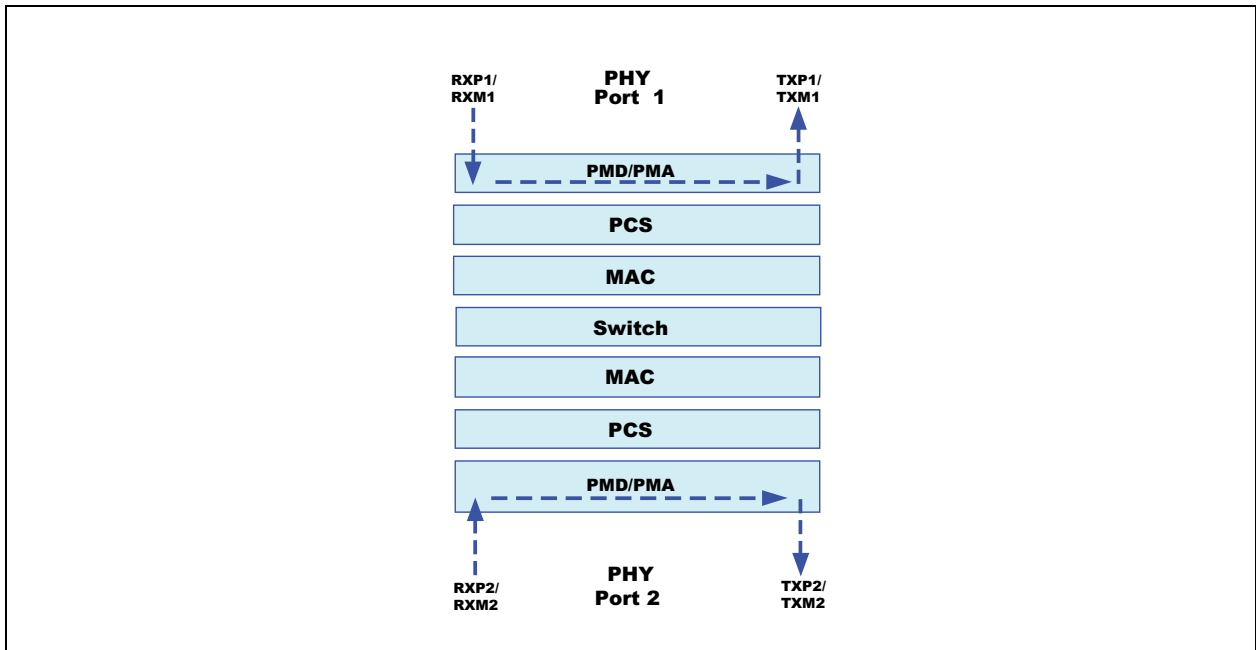 RXP1/
RXM1
PHY
Port 1
TXP1/
TXM1
PMD/PMA
PCS
MAC
Switch
MAC
PCS
PMD/PMA
RXP2/
RXM2
PHY
Port 2
TXP2/
TXM2